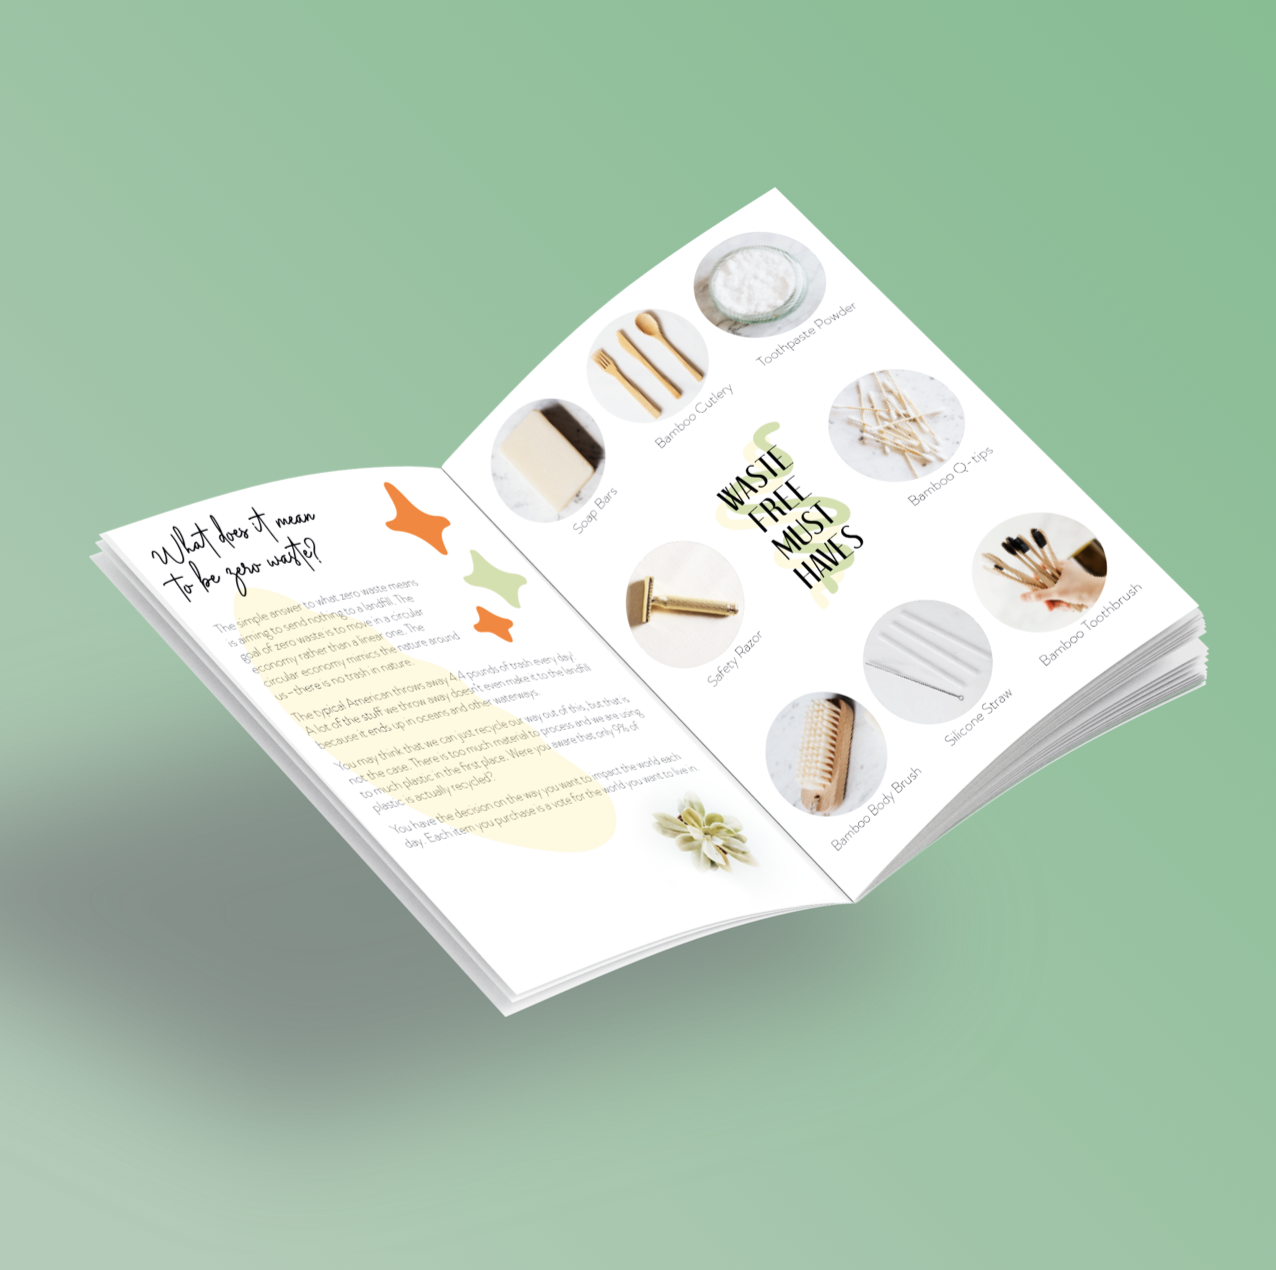 What does it mean
to be zero waste?
The simple answer to what zero waste means
is aiming to send nothing to a landfill. The
goal of zero waste is to move in a circular
economy rather than a linear one. The
circular economy mimics the nature around
us - there is no trash in nature.
The typical American throws away 4.4 pounds of trash every day!
A lot of the stuff we throw away doesn't even make it to the landfill
because it ends up in oceans and other waterways.
You may think that we can just recycle our way out of this, but that is
not the case. There is too much material to process and we are using
to much plastic in the first place. Were you aware that only 9% of
plastic is actually recycled?
You have the decision on the way you want to impact the world each
day. Each item you purchase is a vote for the world you want to live in.
Toothpaste Powder
Bamboo Cutlery
Soap Bars
WASTE
FREE
MUST
HAVES
Bamboo Q-tips
Safety Razor
Bamboo Toothbrush
Silicone Straw
Bamboo Body Brush